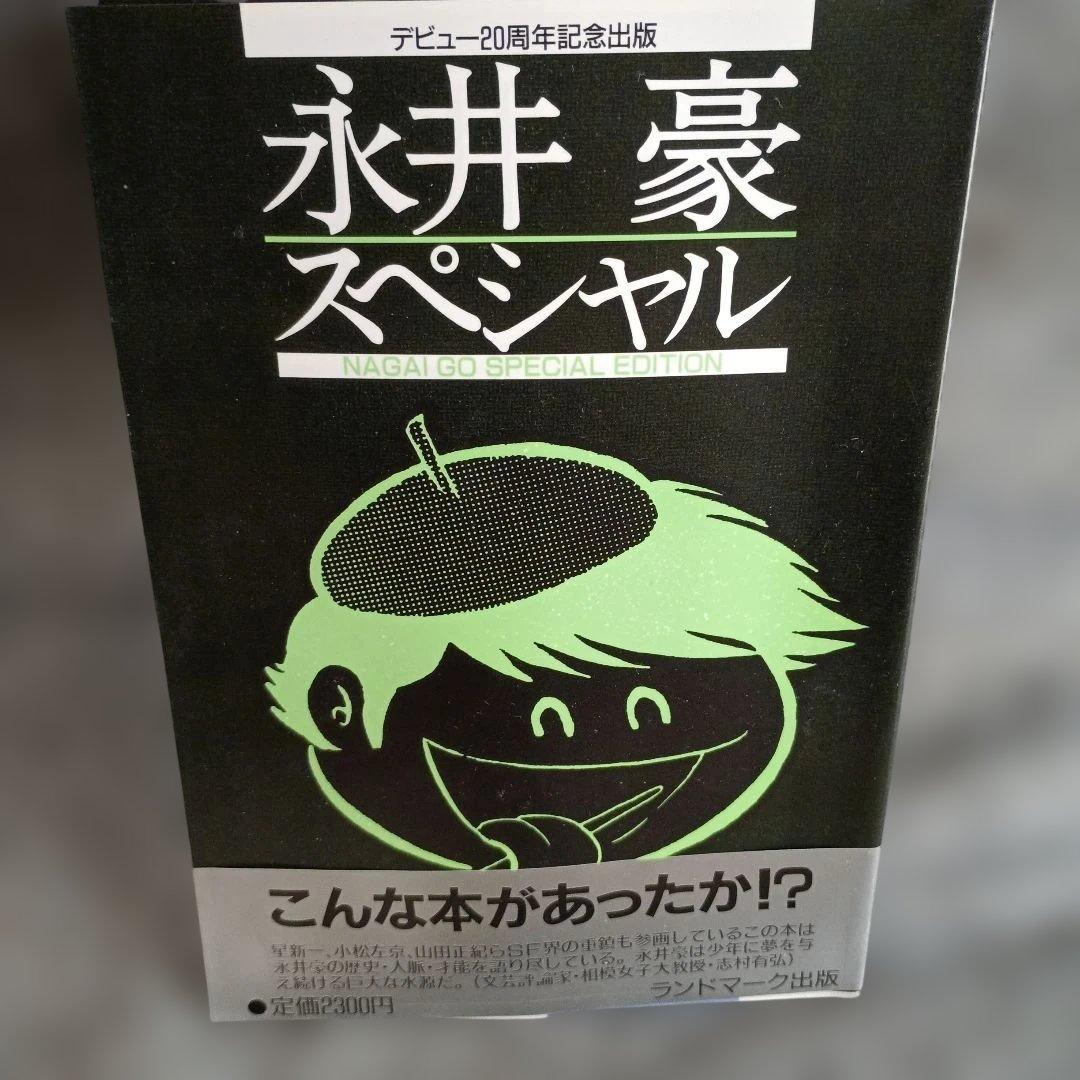 デビュー20周年記念出版
永井 豪
スペシャル
NAGAI GO SPECIAL EDITION
こんな本があったか!?
星新一、小松左京、山田正紀らSF界の重鎮も参画しているこの本は
永井豪の歴史・人脈・才能を語り尽している。永井豪は少年に夢を与
え続ける巨大な水源だ。(文芸評論家・相模女子大教授・志村有弘)
ランドマーク出版
●定価2300円